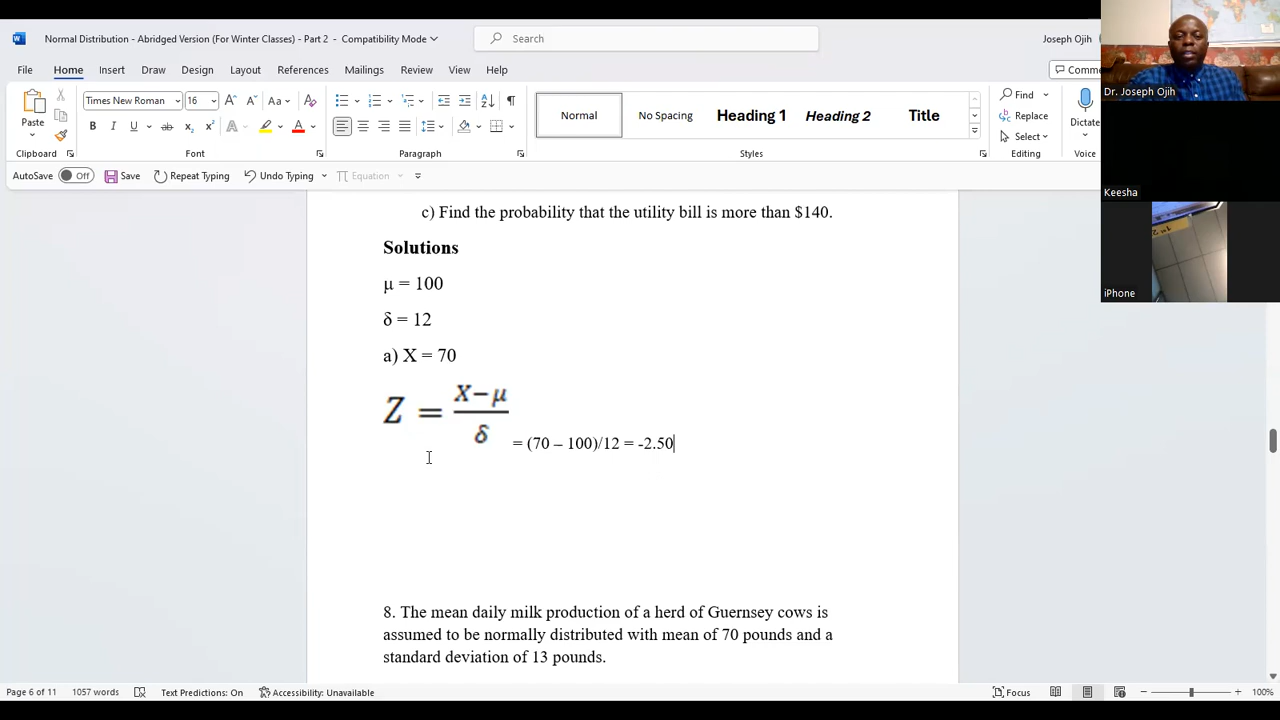 Normal Distribution - Abridged Version (For Winter Classes) - Part 2 - Compatibility Mode
Search
Joseph Ojih
File Home Insert Draw Design Layout References Mailings Review View Help
Comme
Paste
Clipboard
Times New Roman 16
Font
Paragraph
Normal
No Spacing
Heading 1
Heading 2
Title
Styles
Find
Replace
Select
Editing
Dictate
Voice
AutoSave Off Save Repeat Typing Undo Typing Equation
c) Find the probability that the utility bill is more than $140.
Solutions
μ = 100
δ = 12
a) X = 70
Z = (X−μ)/δ = (70 – 100)/12 = -2.50
8. The mean daily milk production of a herd of Guernsey cows is
assumed to be normally distributed with mean of 70 pounds and a
standard deviation of 13 pounds.
Page 6 of 11 1057 words Text Predictions: On Accessibility: Unavailable Focus 100%
Dr. Joseph Ojih
Keesha
iPhone